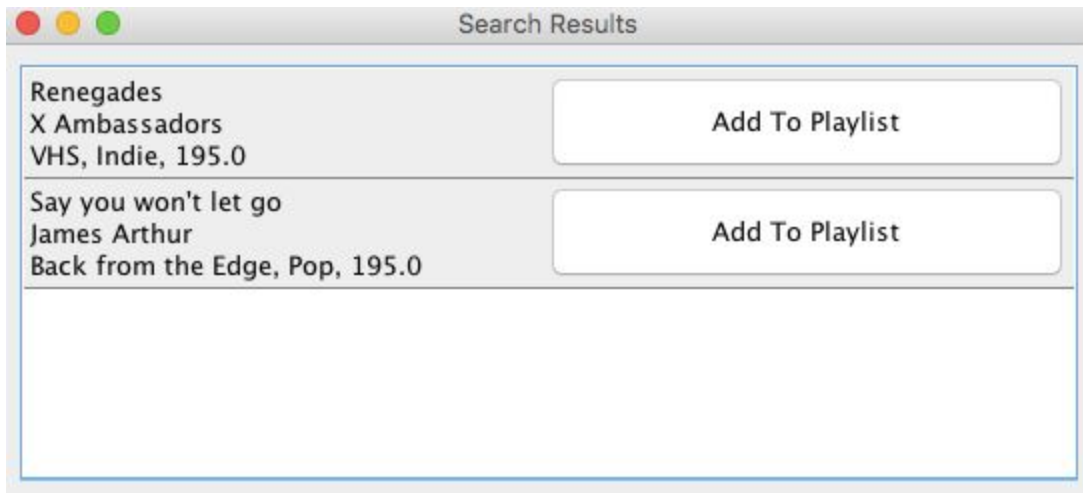 Search Results
Renegades
X Ambassadors
VHS, Indie, 195.0
Add To Playlist
Say you won't let go
James Arthur
Back from the Edge, Pop, 195.0
Add To Playlist